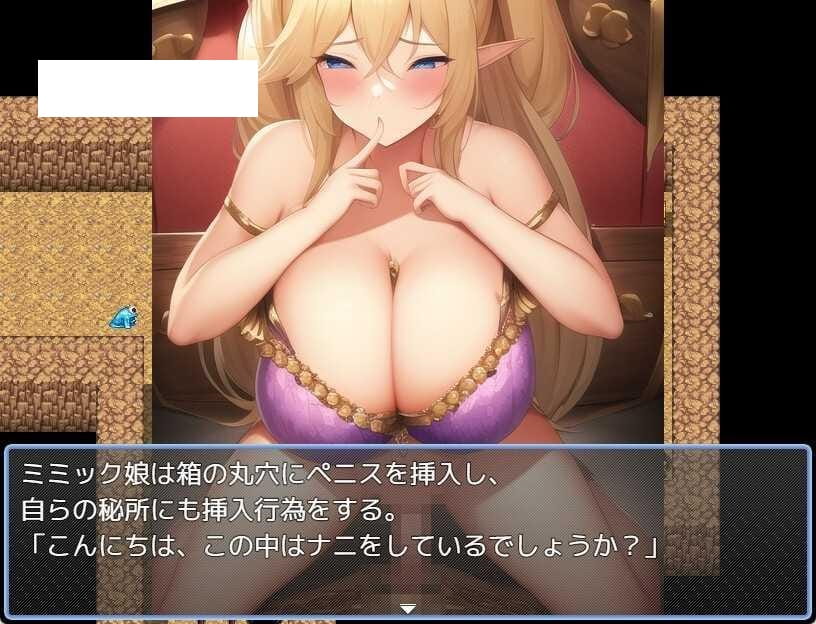 ミミック娘は箱の丸穴にペニスを挿入し、
自らの秘所にも挿入行為をする。
「こんにちは、この中はナニをしているでしょうか？」